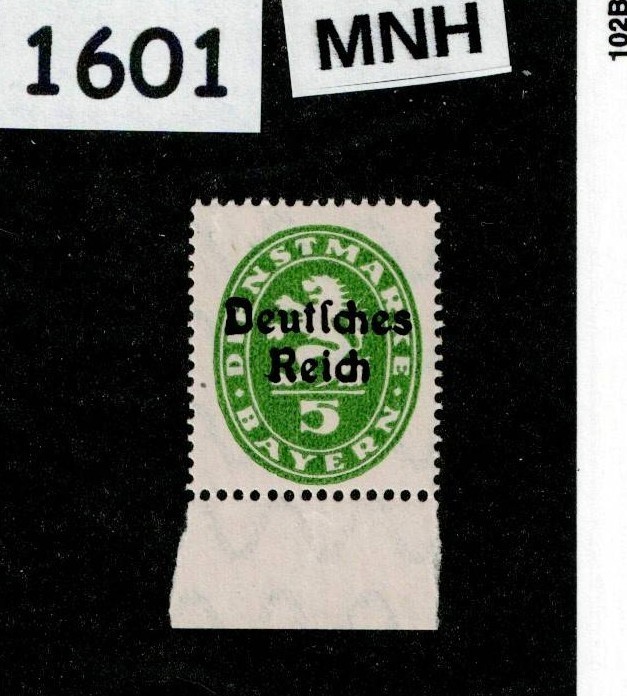 1601
MNH
102B
DIENSTMARKE
Deutſches
Reich
5
· BAYERN ·